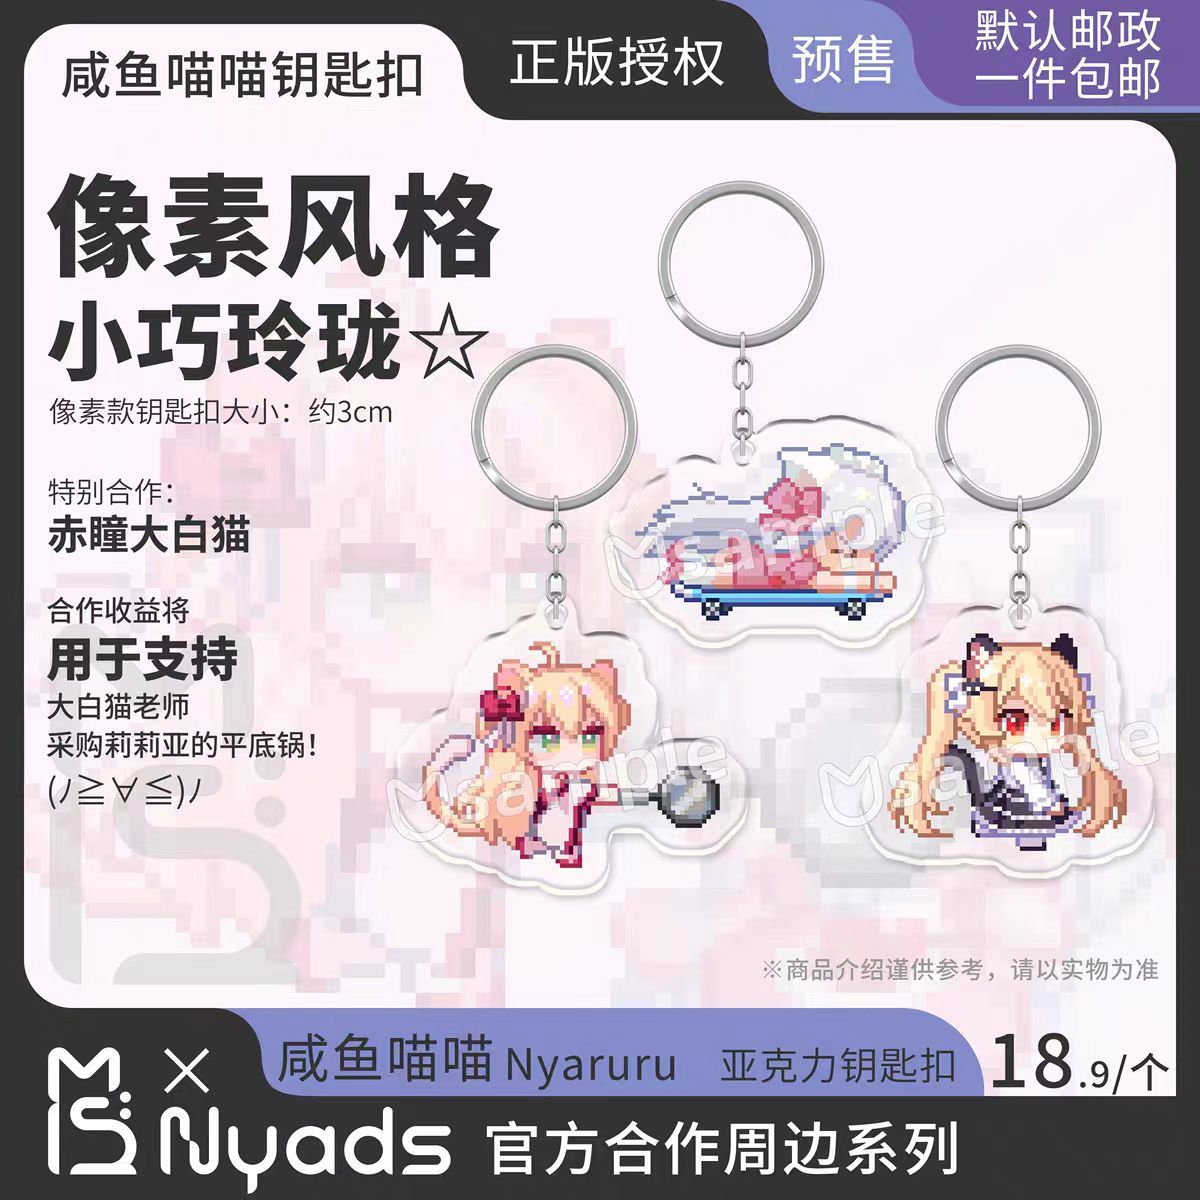 咸鱼喵喵钥匙扣
正版授权
预售
默认邮政
一件包邮
像素风格
小巧玲珑☆
像素款钥匙扣大小：约3cm
特别合作：
赤瞳大白猫
合作收益将
用于支持
大白猫老师
采购莉莉亚的平底锅！
(ﾉ≧∀≦)ﾉ
sample
sample
sample
※商品介绍谨供参考，请以实物为准
咸鱼喵喵 Nyaruru 亚克力钥匙扣
18.9/个
×
Nyads 官方合作周边系列